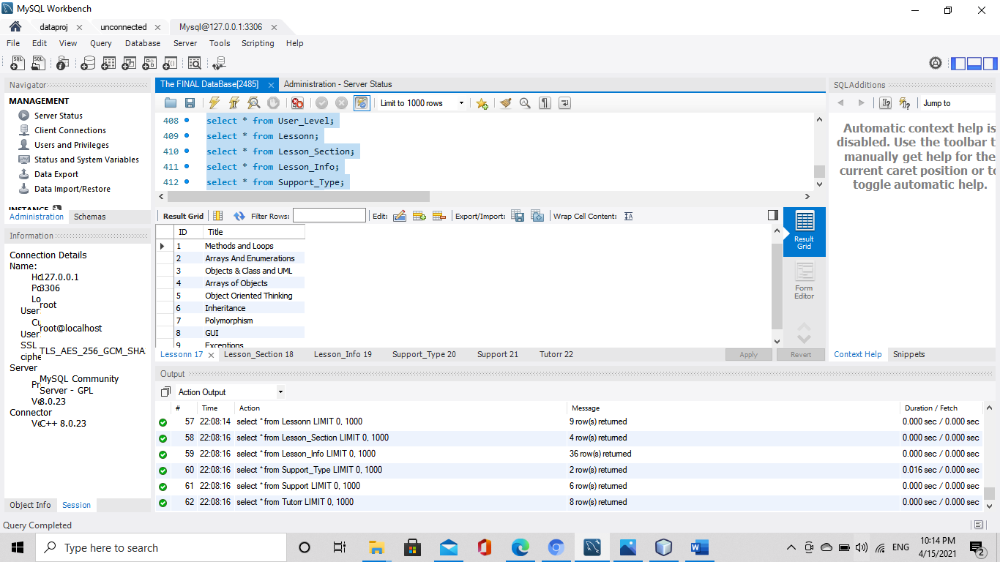 MySQL Workbench
dataproj unconnected Mysql@127.0.0.1:3306
File Edit View Query Database Server Tools Scripting Help
Navigator
MANAGEMENT
Server Status
Client Connections
Users and Privileges
Status and System Variables
Data Export
Data Import/Restore
INSTANCE
Administration Schemas
Information
Connection Details
Name:
Hc127.0.0.1
Pc3306
Lo
root
User
Cu
root@localhost
User
SSL
TLS_AES_256_GCM_SHA
ciphe
Server
MySQL Community
Pr
Server - GPL
Ve8.0.23
Connector
VeC++ 8.0.23
Object Info Session
Query Completed
The FINAL DataBase[2485] Administration - Server Status
Limit to 1000 rows
408 select * from User_Level;
409 select * from Lessonn;
410 select * from Lesson_Section;
411 select * from Lesson_Info;
412 select * from Support_Type;
Result Grid Filter Rows: Edit: Export/Import: Wrap Cell Content:
ID Title
1 Methods and Loops
2 Arrays And Enumerations
3 Objects & Class and UML
4 Arrays of Objects
5 Object Oriented Thinking
6 Inheritance
7 Polymorphism
8 GUI
9 Exceptions
Result
Grid
Form
Editor
Lessonn 17 Lesson_Section 18 Lesson_Info 19 Support_Type 20 Support 21 Tutorr 22 Apply Revert
SQLAdditions
Jump to
Automatic context help is
disabled. Use the toolbar t
manually get help for the
current caret position or to
toggle automatic help.
Context Help Snippets
Output
Action Output
# Time Action Message Duration / Fetch
57 22:08:14 select * from Lessonn LIMIT 0, 1000 9 row(s) returned 0.000 sec / 0.000 sec
58 22:08:16 select * from Lesson_Section LIMIT 0, 1000 4 row(s) returned 0.000 sec / 0.000 sec
59 22:08:16 select * from Lesson_Info LIMIT 0, 1000 36 row(s) returned 0.000 sec / 0.000 sec
60 22:08:16 select * from Support_Type LIMIT 0, 1000 2 row(s) returned 0.016 sec / 0.000 sec
61 22:08:16 select * from Support LIMIT 0, 1000 6 row(s) returned 0.000 sec / 0.000 sec
62 22:08:16 select * from Tutorr LIMIT 0, 1000 8 row(s) returned 0.000 sec / 0.000 sec
Type here to search
ENG
10:14 PM
4/15/2021
2